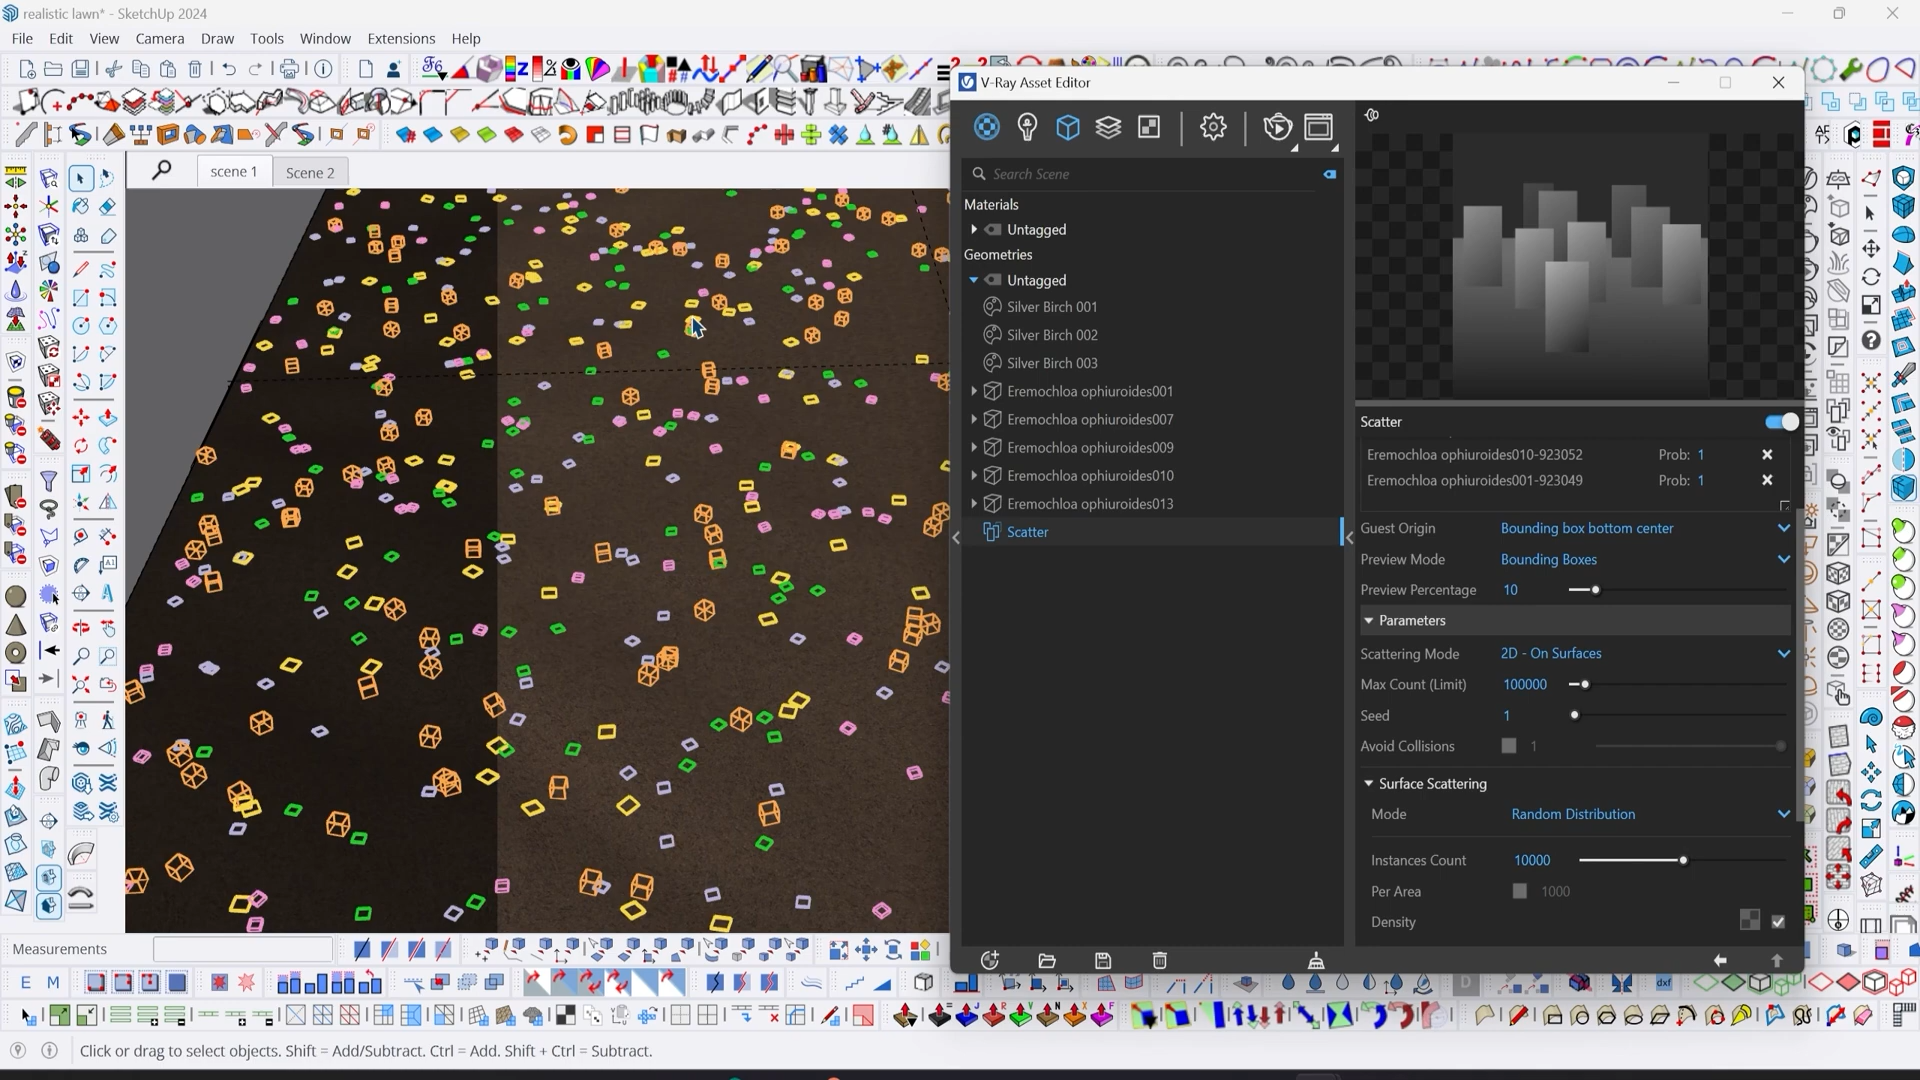 realistic lawn* - SketchUp 2024
File Edit View Camera Draw Tools Window Extensions Help
scene 1 Scene 2
V-Ray Asset Editor
Search Scene
Materials
Untagged
Geometries
Untagged
Silver Birch 001
Silver Birch 002
Silver Birch 003
Eremochloa ophiuroides001
Eremochloa ophiuroides007
Eremochloa ophiuroides009
Eremochloa ophiuroides010
Eremochloa ophiuroides013
Scatter
Scatter
Eremochloa ophiuroides010-923052 Prob: 1
Eremochloa ophiuroides001-923049 Prob: 1
Guest Origin Bounding box bottom center
Preview Mode Bounding Boxes
Preview Percentage 10
Parameters
Scattering Mode 2D - On Surfaces
Max Count (Limit) 100000
Seed 1
Avoid Collisions 1
Surface Scattering
Mode Random Distribution
Instances Count 10000
Per Area 1000
Density
Measurements
E M
D
dxf
Click or drag to select objects. Shift = Add/Subtract. Ctrl = Add. Shift + Ctrl = Subtract.